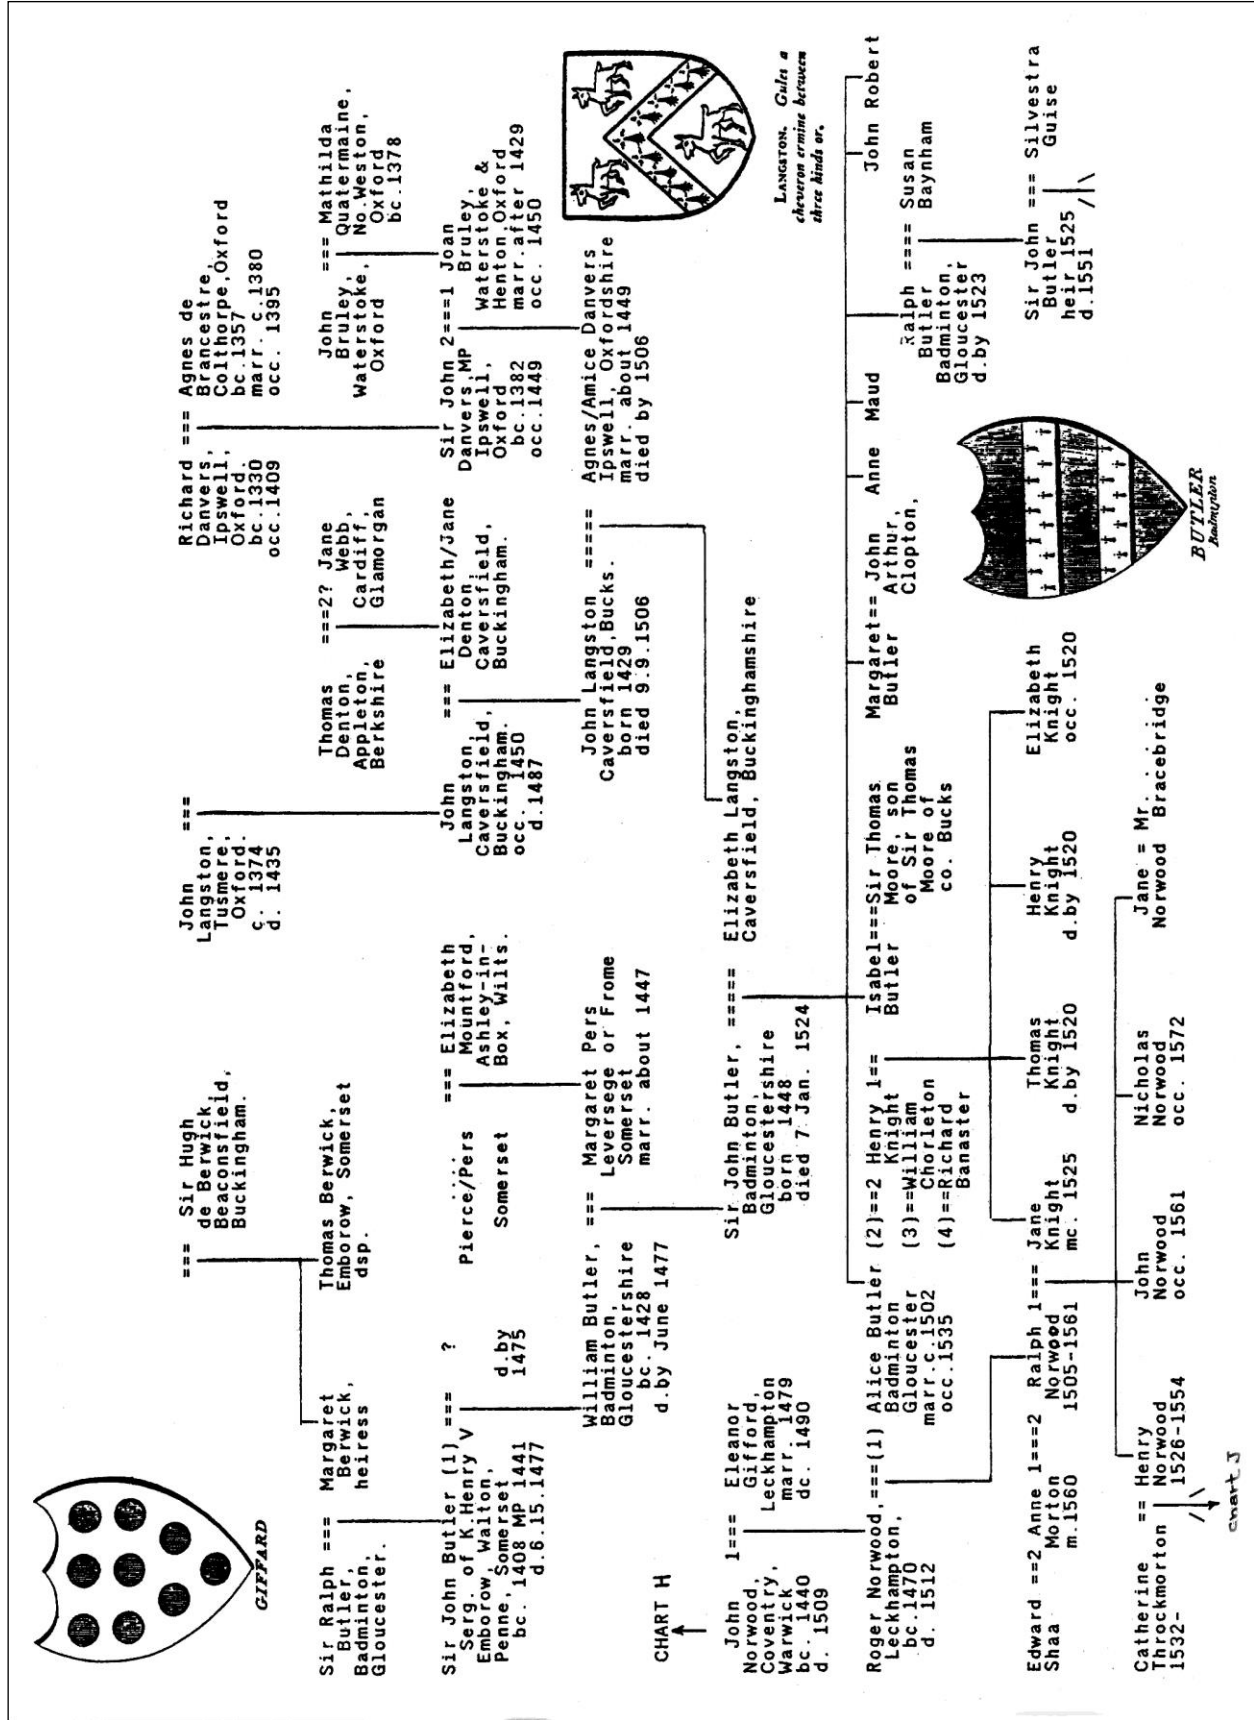 GIFFARD
=== Sir Hugh
de Berwick,
Beaconsfield,
Buckingham.
John ===
Langston,
Tusmere,
Oxford.
c. 1374
d. 1435
Richard === Agnes de
Danvers, Brancestre,
Ipswell, Colthorpe,Oxford
Oxford. bc.1357
bc.1330 marr. c.1380
occ.1409 occ. 1395
Sir Ralph === Margaret
Butler, Berwick,
Badminton, heiress
Gloucester.
Thomas Berwick,
Emborow, Somerset
dsp.
Thomas ===2? Jane
Denton, Webb,
Appleton, Cardiff,
Berkshire Glamorgan
John === Mathilda
Bruley, Quatermaine,
Waterstoke, No.Weston,
Oxford Oxford
bc.1378
Sir John Butler (1) === ?
Serg. of K.Henry V
Emborow, Walton,
Penne, Somerset
bc. 1408 MP 1441
d.6.15.1477
d.by
1475
Pierce/Pers === Elizabeth
Mountford,
Somerset Ashley-in-
Box, Wilts.
John === Elizabeth/Jane
Langston, Denton,
Caversfield, Caversfield,
Buckingham. Buckingham.
occ. 1450
d.1487
Sir John 2===1 Joan
Danvers,MP Bruley,
Ipswell, Waterstoke &
Oxford Henton,Oxford
bc.1382 marr.after 1429
occ.1449 occ. 1450
William Butler, === Margaret Pers
Badminton, Leversege or Frome
Gloucestershire Somerset
bc. 1428 marr. about 1447
d.by June 1477
John Langston =====
Caversfield,Bucks.
born 1429
died 9.9.1506
Agnes/Amice Danvers
Ipswell, Oxfordshire
marr. about 1449
died by 1506
LANGSTON. Gules a
cheveron ermine between
three hinds or.
CHART H
John 1=== Eleanor
Norwood, Gifford,
Coventry, Leckhampton
Warwick marr. 1479
bc. 1440 dc. 1490
d. 1509
Sir John Butler, =====
Badminton,
Gloucestershire
born 1448
died 7 Jan. 1524
Elizabeth Langston,
Caversfield, Buckinghamshire
Roger Norwood,===(1) Alice Butler (2)==2 Henry 1==
Leckhampton, Badminton Knight
bc.1470 Gloucester (3)==William
d. 1512 marr.c.1502 Chorleton
occ.1535 (4)==Richard
Banaster
Isabel===Sir Thomas
Butler Moore, son
of Sir Thomas
Moore of
co. Bucks
Margaret== John
Butler Arthur,
Clopton,
Anne Maud
Ralph ==== Susan
Butler Baynham
Badminton,
Gloucester
d.by 1523
John Robert
Edward ==2 Anne 1===2 Ralph 1=== Jane
Shaa Morton Norwood Knight
m.1560 1505-1561 mc. 1525
Thomas
Knight
d.by 1520
Henry
Knight
d.by 1520
Elizabeth
Knight
occ. 1520
Sir John === Silvestra
Butler Guise
heir 1525
d.1551
Catherine == Henry
Throckmorton Norwood
1532- 1526-1554
John
Norwood
occ. 1561
Nicholas
Norwood
occ. 1572
Jane = Mr. . . . .
Norwood Bracebridge
chart J
BUTLER
Badminton